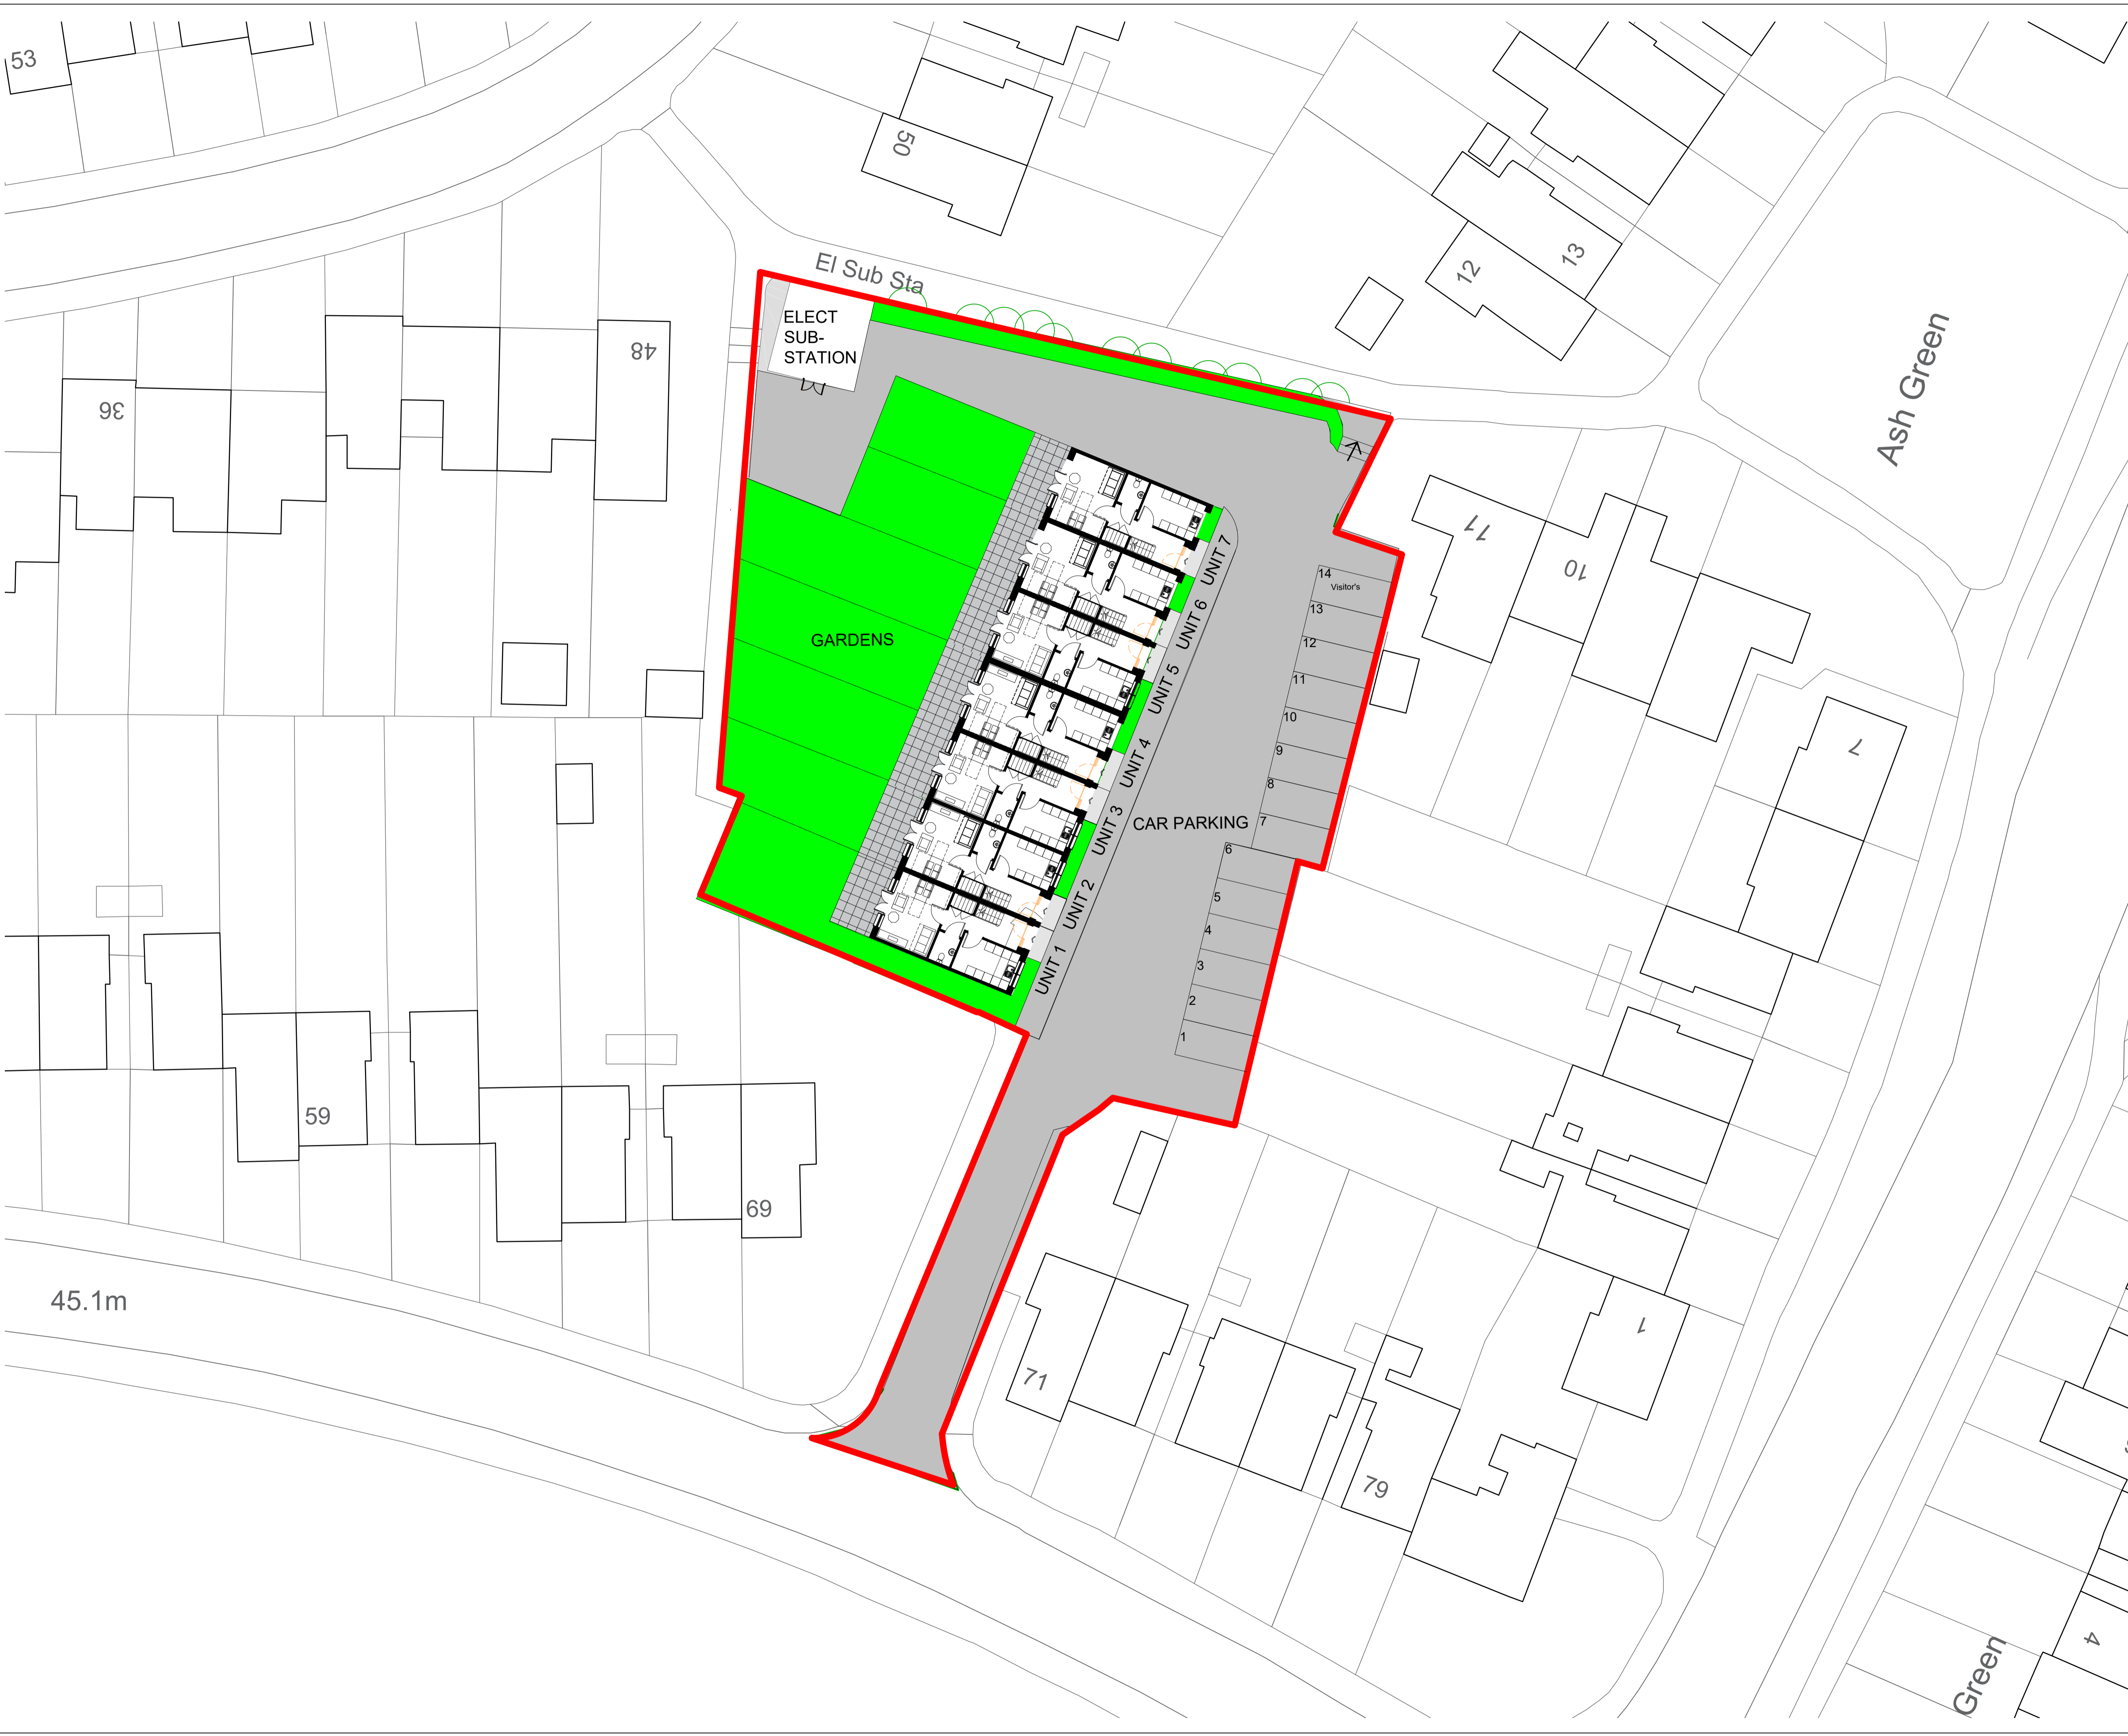 53
50
El Sub Sta
12
13
ELECT
SUB-
STATION
48
36
Ash Green
11
10
7
UNIT 7
UNIT 6
UNIT 5
UNIT 4
UNIT 3
UNIT 2
UNIT 1
14
Visitor's
13
12
11
10
9
8
7
6
5
4
3
2
1
GARDENS
CAR PARKING
59
69
45.1m
71
79
1
4
Green